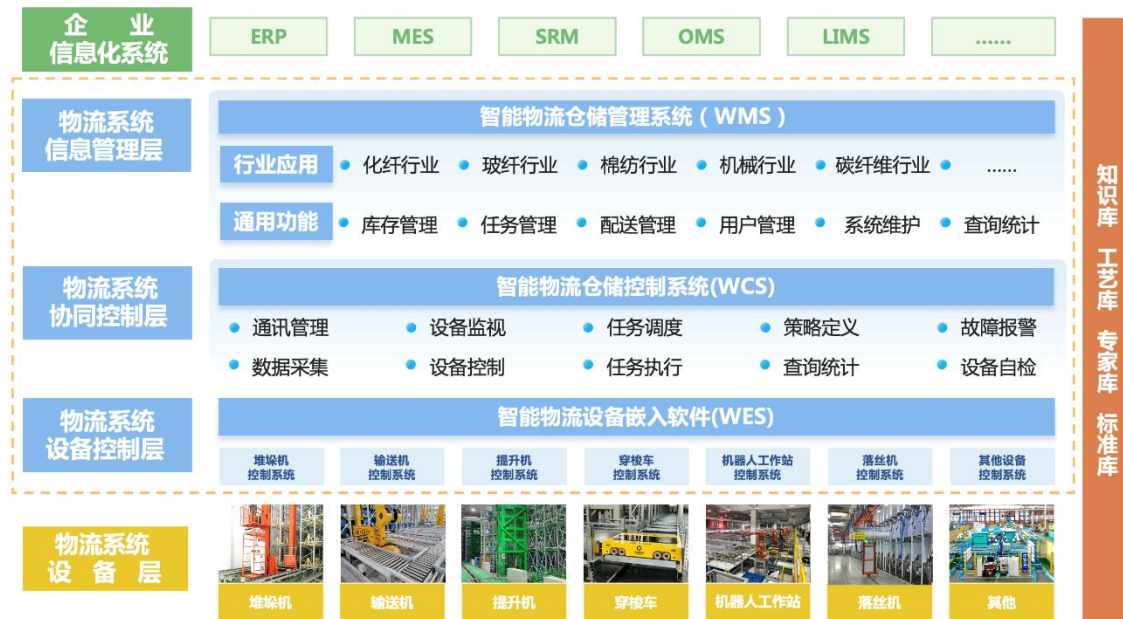 企 业
信息化系统
ERP
MES
SRM
OMS
LIMS
......
物流系统
信息管理层
智能物流仓储管理系统（WMS）
行业应用
化纤行业
玻纤行业
棉纺行业
机械行业
碳纤维行业
......
通用功能
库存管理
任务管理
配送管理
用户管理
系统维护
查询统计
物流系统
协同控制层
智能物流仓储控制系统(WCS)
通讯管理
设备监视
任务调度
策略定义
故障报警
数据采集
设备控制
任务执行
查询统计
设备自检
物流系统
设备控制层
智能物流设备嵌入软件(WES)
堆垛机
控制系统
输送机
控制系统
提升机
控制系统
穿梭车
控制系统
机器人工作站
控制系统
落丝机
控制系统
其他设备
控制系统
物流系统
设 备 层
堆垛机
输送机
提升机
穿梭车
机器人工作站
落丝机
其他
知识库 工艺库 专家库 标准库